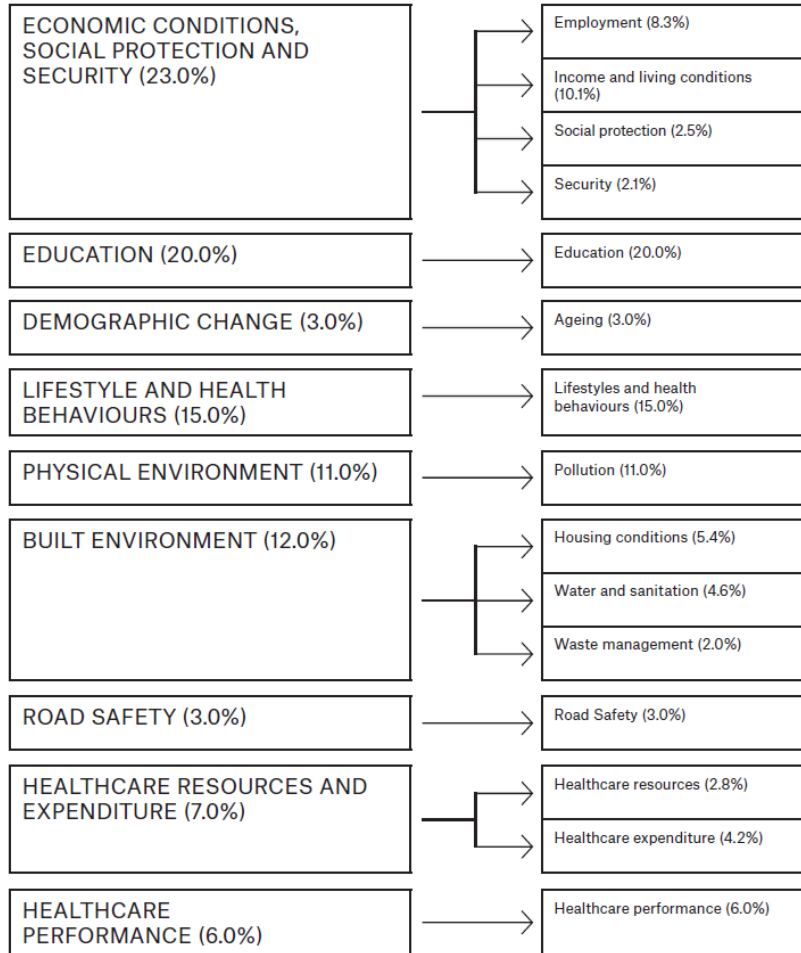 ECONOMIC CONDITIONS,
SOCIAL PROTECTION AND
SECURITY (23.0%)
Employment (8.3%)
Income and living conditions
(10.1%)
Social protection (2.5%)
Security (2.1%)
EDUCATION (20.0%)
Education (20.0%)
DEMOGRAPHIC CHANGE (3.0%)
Ageing (3.0%)
LIFESTYLE AND HEALTH
BEHAVIOURS (15.0%)
Lifestyles and health
behaviours (15.0%)
PHYSICAL ENVIRONMENT (11.0%)
Pollution (11.0%)
BUILT ENVIRONMENT (12.0%)
Housing conditions (5.4%)
Water and sanitation (4.6%)
Waste management (2.0%)
ROAD SAFETY (3.0%)
Road Safety (3.0%)
HEALTHCARE RESOURCES AND
EXPENDITURE (7.0%)
Healthcare resources (2.8%)
Healthcare expenditure (4.2%)
HEALTHCARE
PERFORMANCE (6.0%)
Healthcare performance (6.0%)